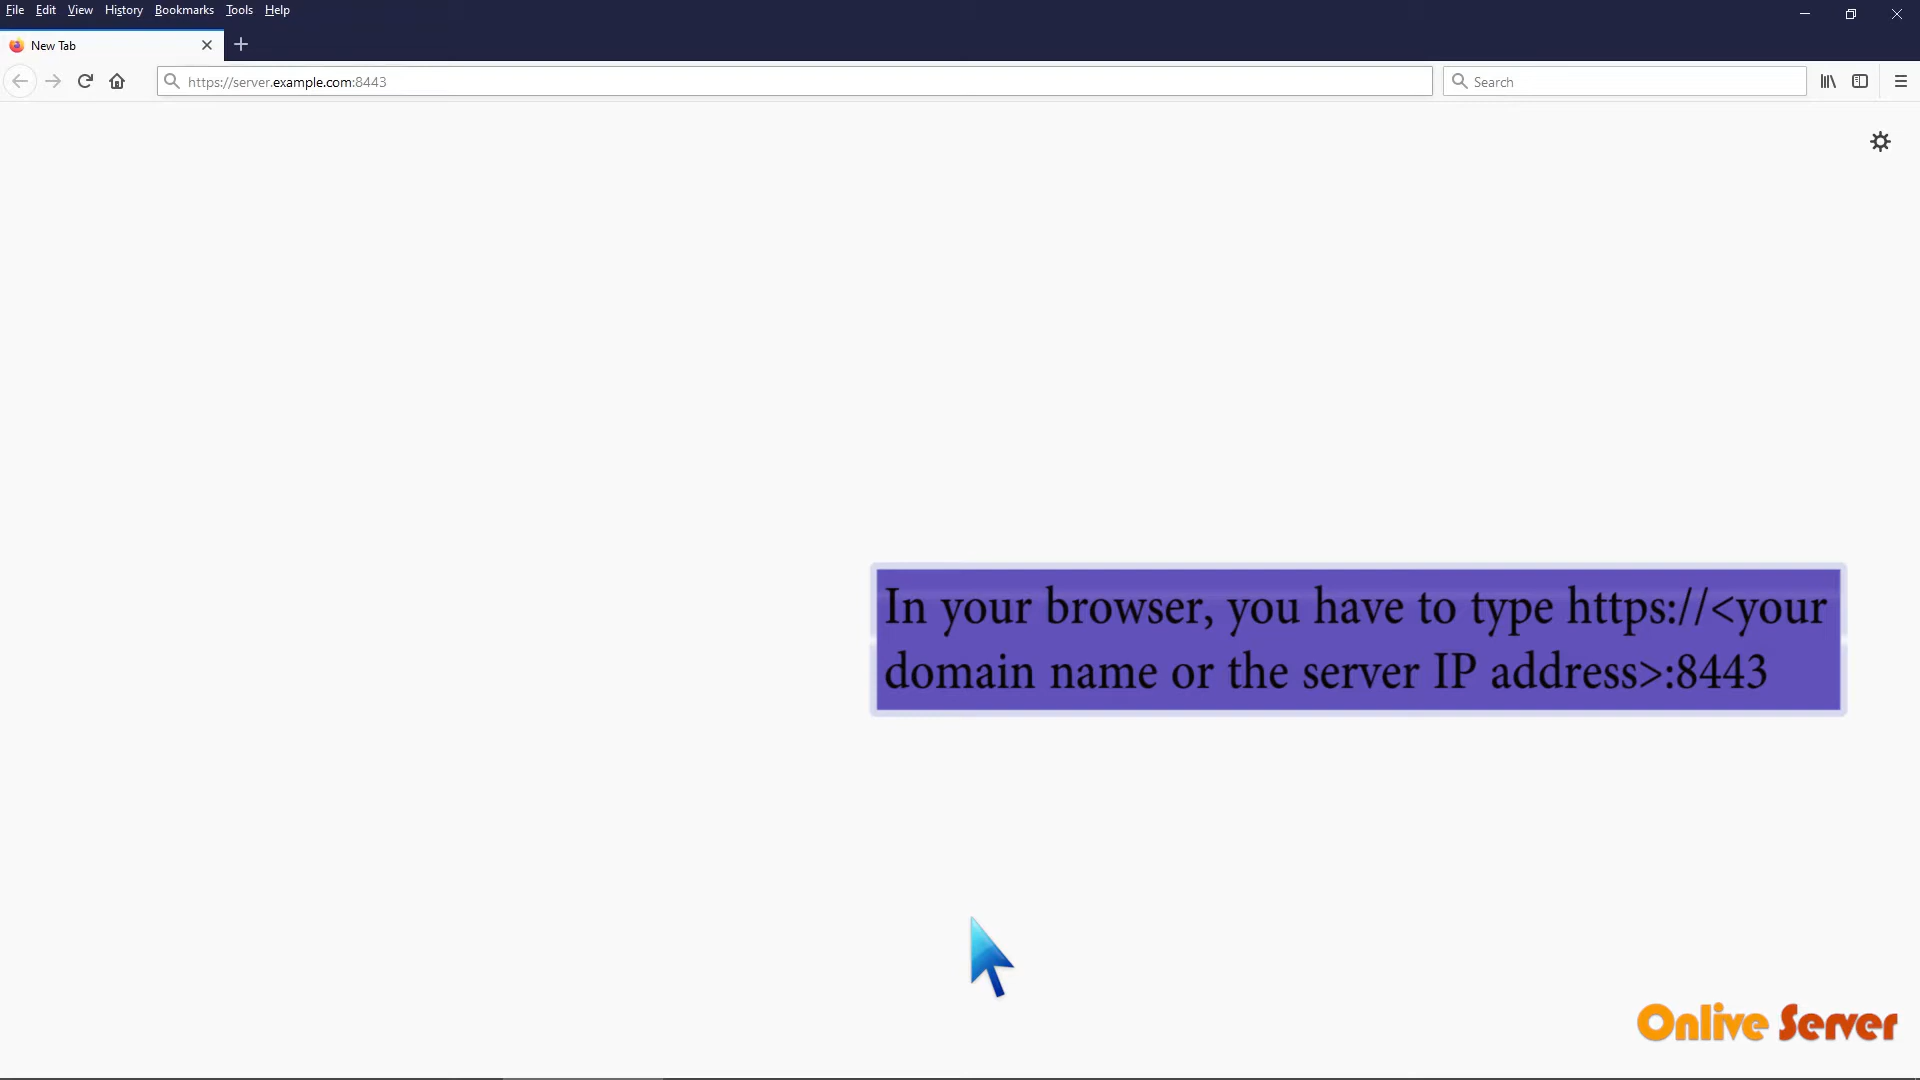 File Edit View History Bookmarks Tools Help
New Tab
https://server.example.com:8443
Search
In your browser, you have to type https://<your
domain name or the server IP address>:8443
Onlive Server